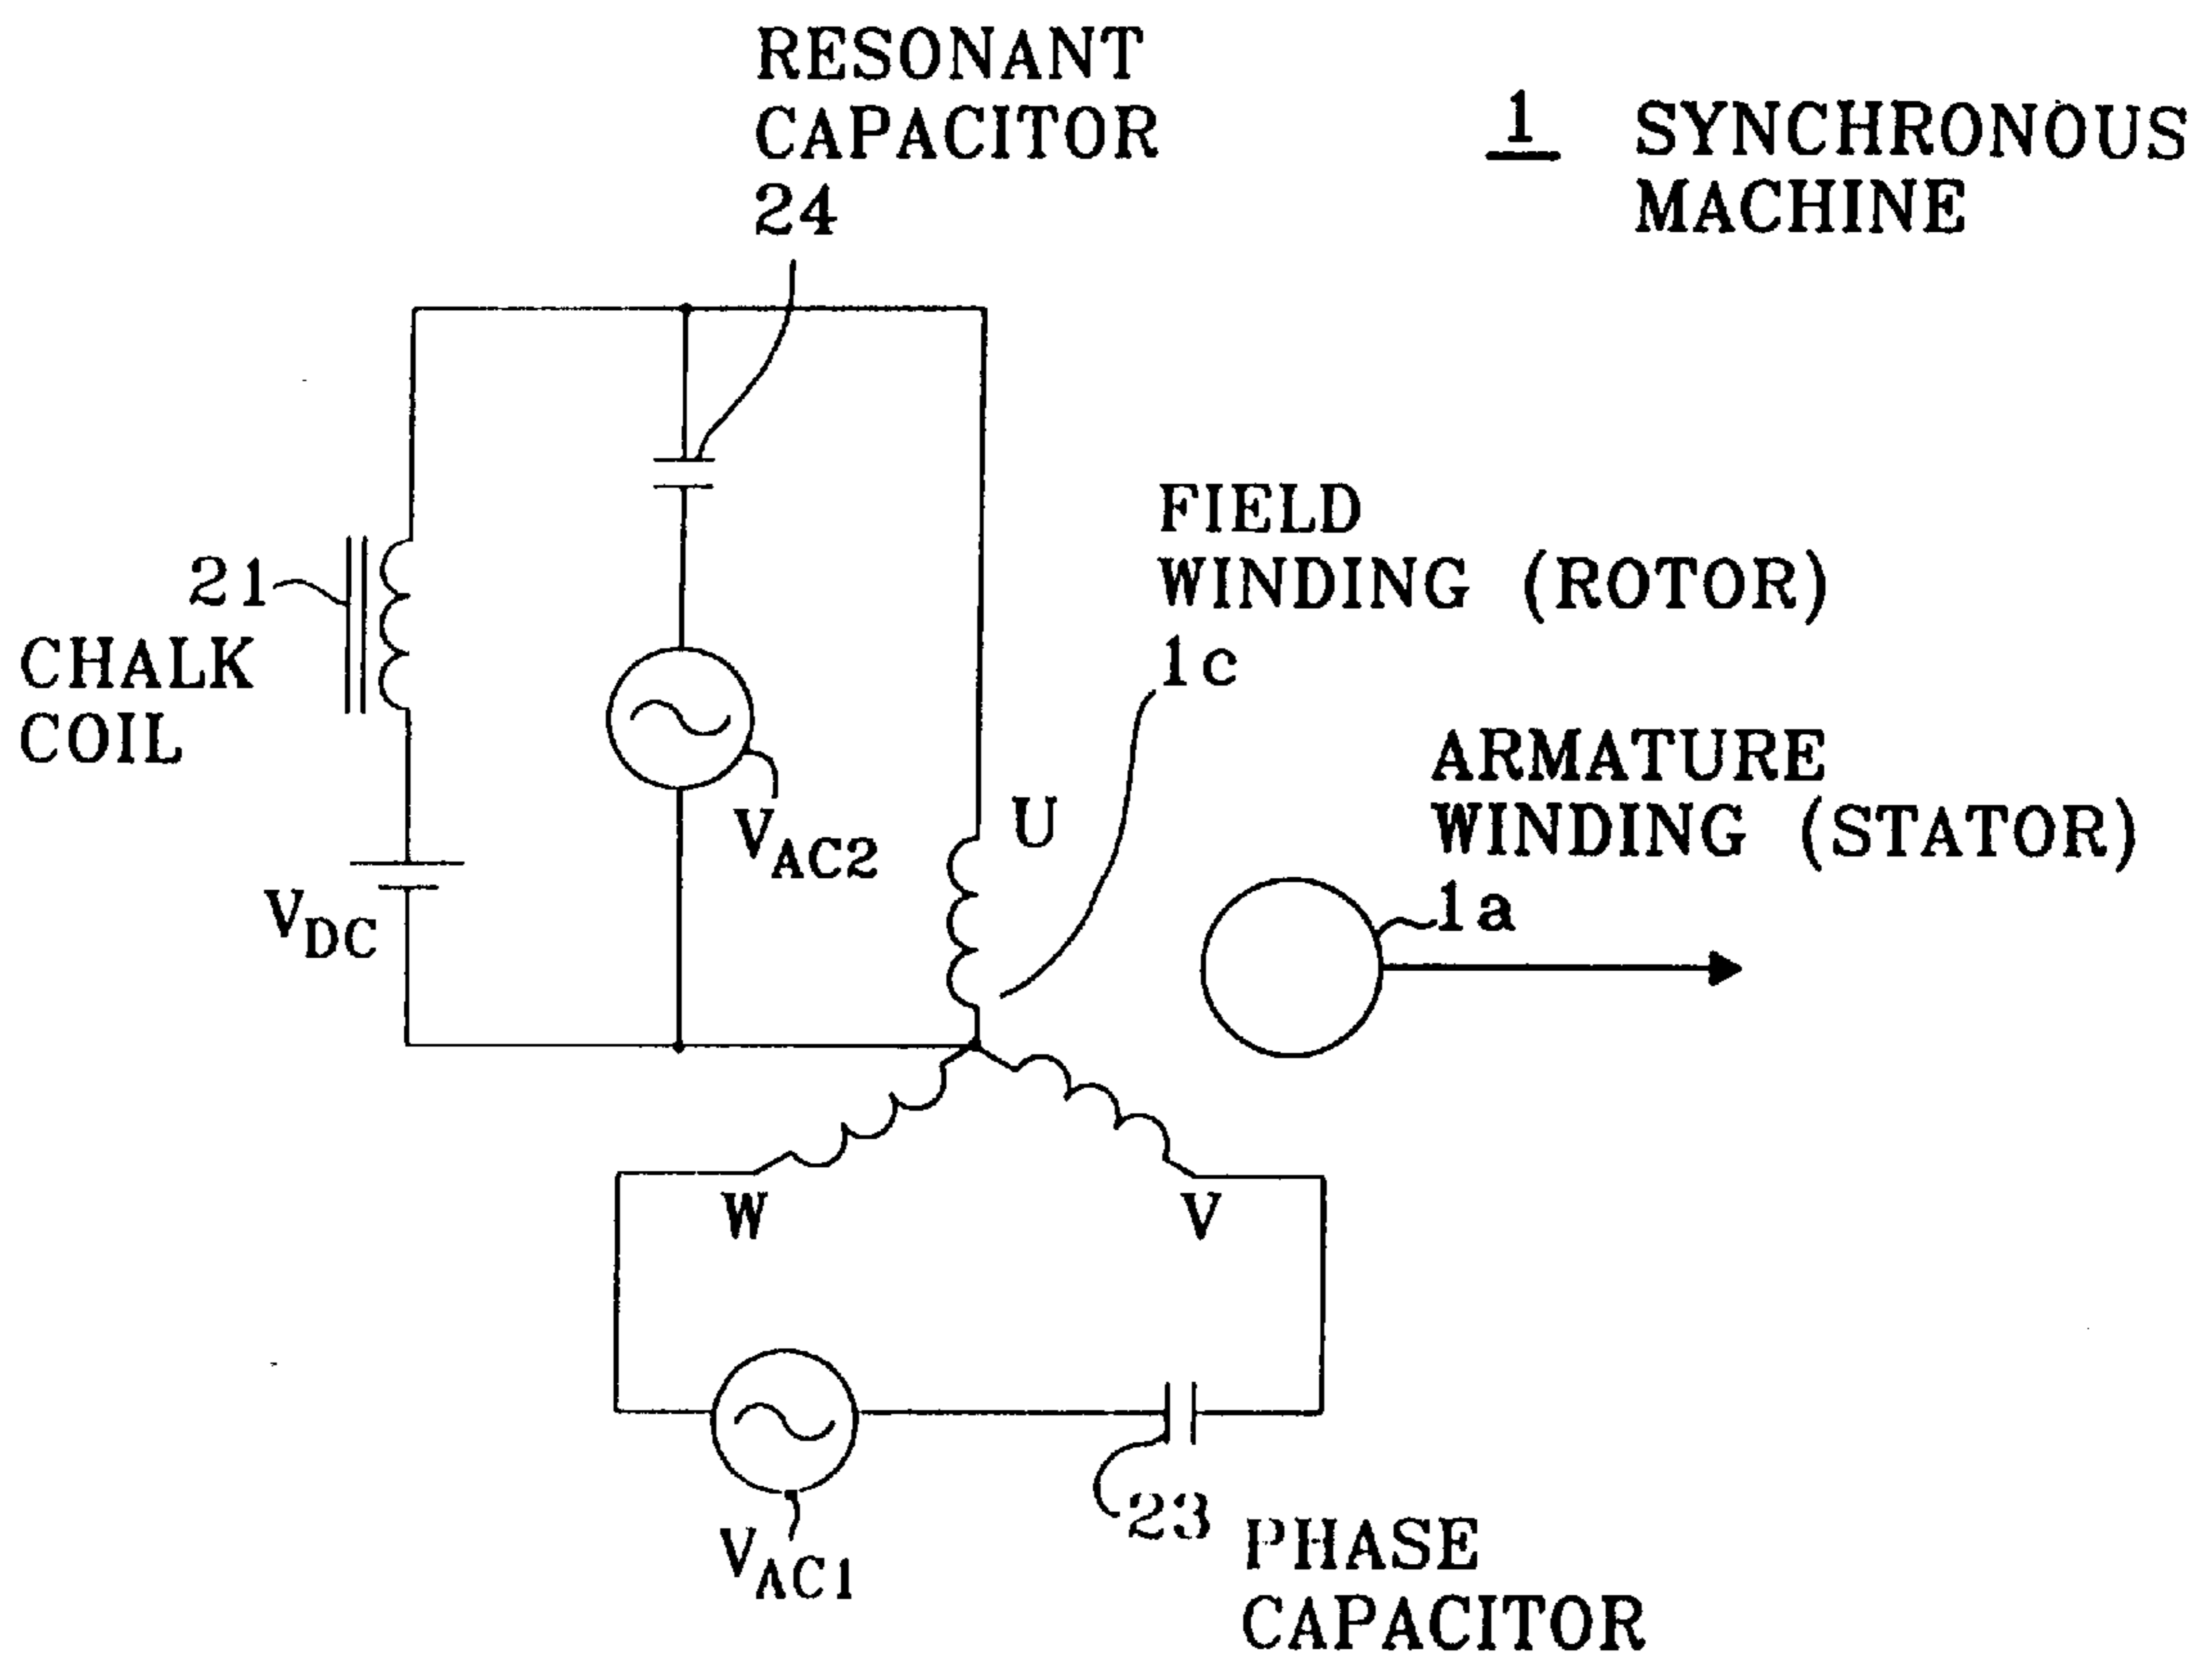 RESONANT
CAPACITOR
24
1 SYNCHRONOUS
MACHINE
21
CHALK
COIL
FIELD
WINDING (ROTOR)
1c
ARMATURE
WINDING (STATOR)
1a
U
VAC2
VDC
W
V
VAC1
23
PHASE
CAPACITOR